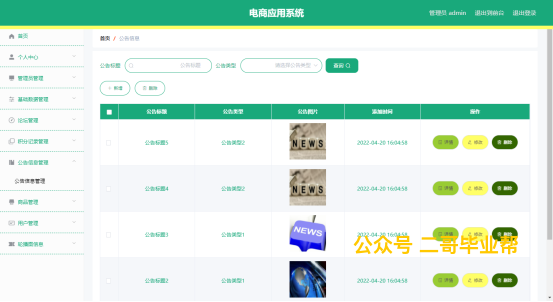 电商应用系统
管理员 admin 退出到前台 退出登录
首页
个人中心
管理员管理
基础数据管理
论坛管理
积分记录管理
公告信息管理
公告信息管理
商品管理
用户管理
轮播图信息
首页 / 公告信息
公告标题 公告标题 公告类型 请选择公告类型 查询
新增 删除
公告标题 公告类型 公告图片 添加时间 操作
公告标题5 公告类型2 NEWS 2022-04-20 16:04:58 详情 修改 删除
公告标题4 公告类型2 NEWS 2022-04-20 16:04:58 详情 修改 删除
公告标题3 公告类型1 NEWS 2022-04-20 16:04:58 详情 修改 删除
公众号 二哥毕业帮
公告标题2 公告类型1 2022-04-20 16:04:58 详情 修改 删除